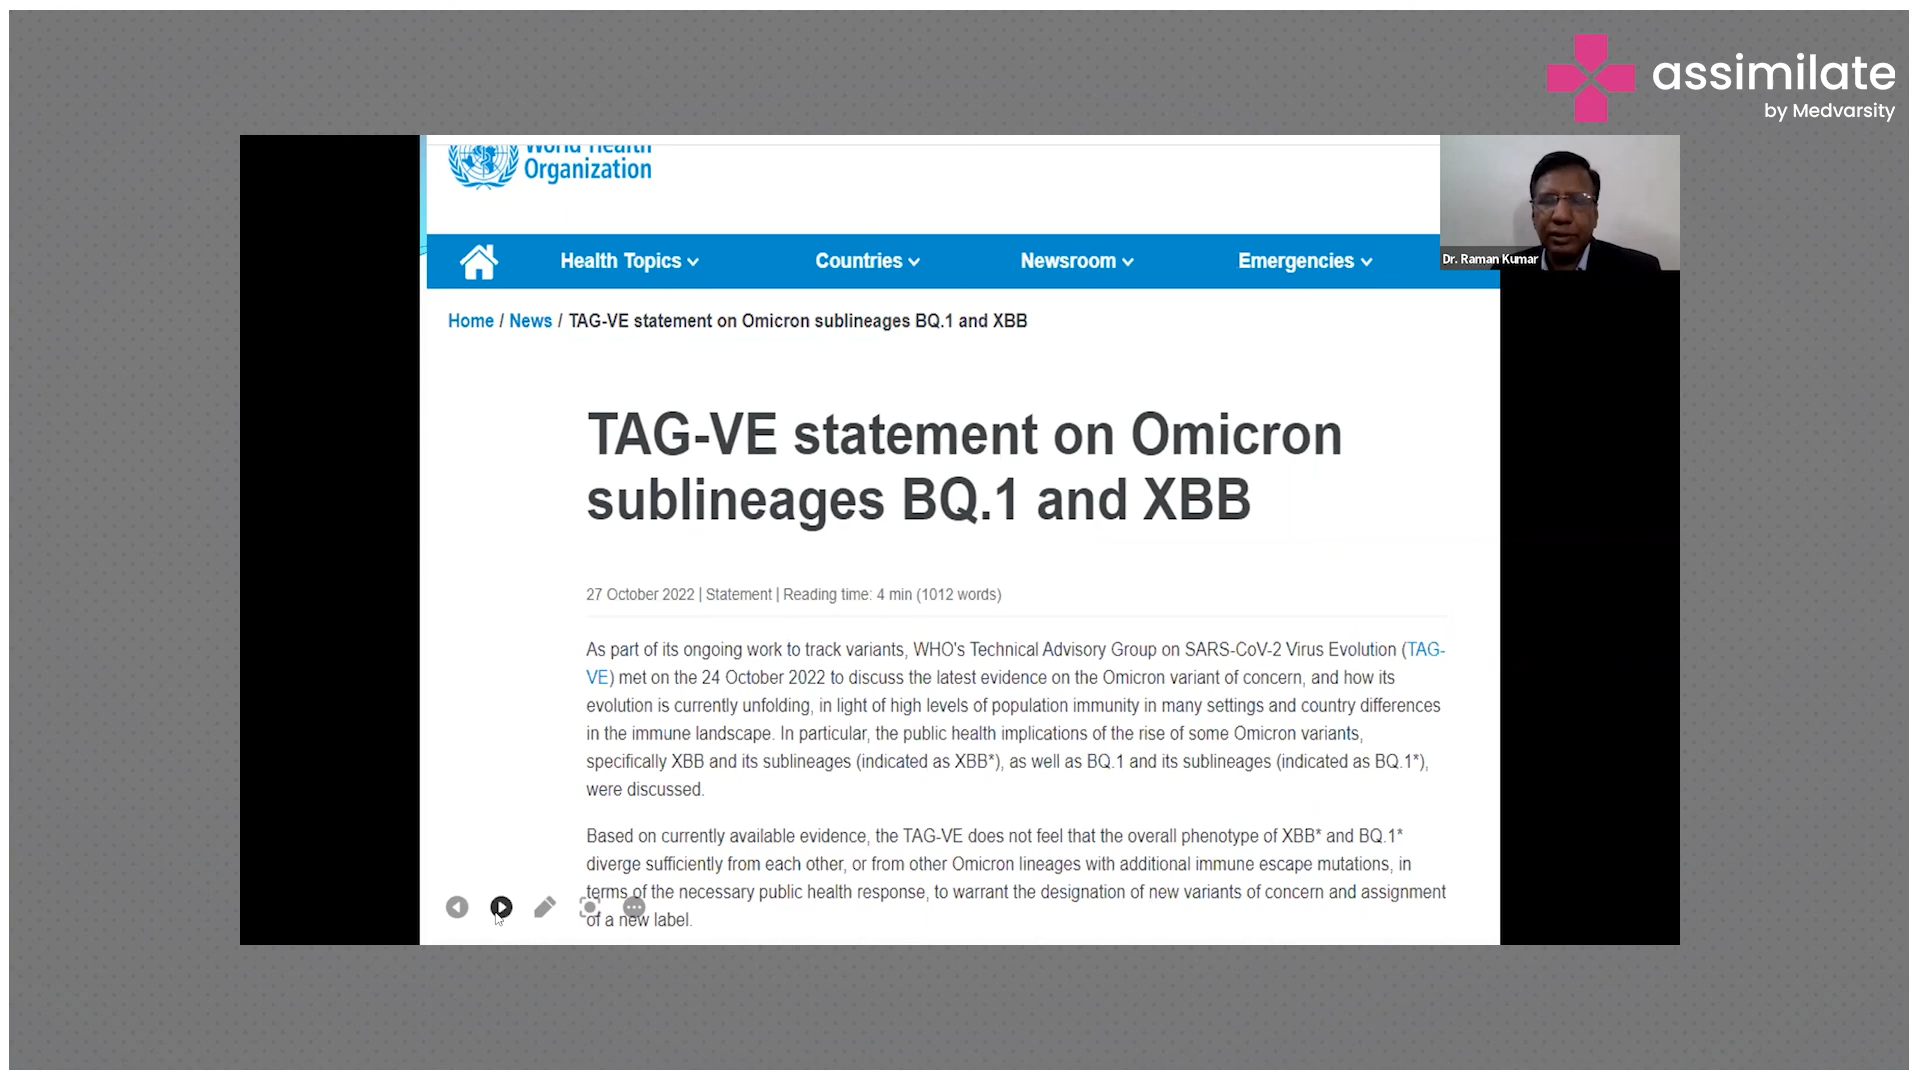 assimilate
by Medvarsity
World Health
Organization
Health Topics
Countries
Newsroom
Emergencies
Dr. Raman Kumar
Home / News / TAG-VE statement on Omicron sublineages BQ.1 and XBB
TAG-VE statement on Omicron
sublineages BQ.1 and XBB
27 October 2022 | Statement | Reading time: 4 min (1012 words)
As part of its ongoing work to track variants, WHO's Technical Advisory Group on SARS-CoV-2 Virus Evolution (TAG-
VE) met on the 24 October 2022 to discuss the latest evidence on the Omicron variant of concern, and how its
evolution is currently unfolding, in light of high levels of population immunity in many settings and country differences
in the immune landscape. In particular, the public health implications of the rise of some Omicron variants,
specifically XBB and its sublineages (indicated as XBB*), as well as BQ.1 and its sublineages (indicated as BQ.1*),
were discussed.
Based on currently available evidence, the TAG-VE does not feel that the overall phenotype of XBB* and BQ.1*
diverge sufficiently from each other, or from other Omicron lineages with additional immune escape mutations, in
terms of the necessary public health response, to warrant the designation of new variants of concern and assignment
of a new label.